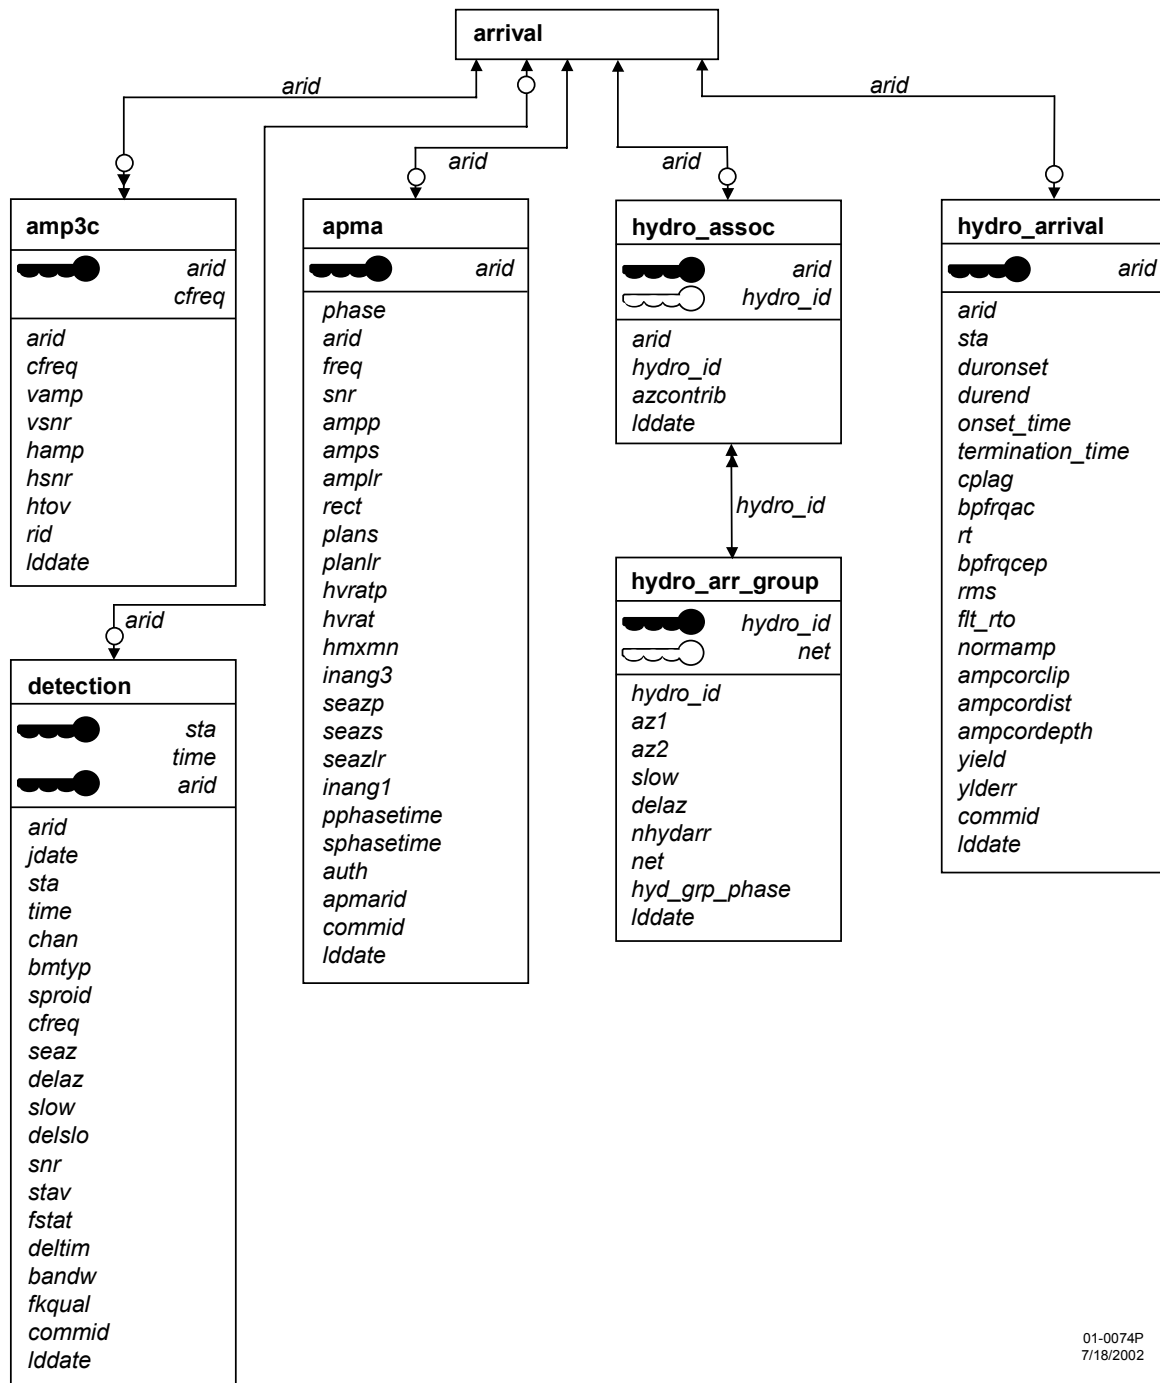 arrival
arid
arid
arid
arid
amp3c
arid
cfreq
arid
cfreq
vamp
vsnr
hamp
hsnr
htov
rid
lddate
arid
detection
sta
time
arid
arid
jdate
sta
time
chan
bmtyp
sproid
cfreq
seaz
delaz
slow
delslo
snr
stav
fstat
deltim
bandw
fkqual
commid
lddate
apma
arid
phase
arid
freq
snr
ampp
amps
amplr
rect
plans
planlr
hvratp
hvrat
hmxmn
inang3
seazp
seazs
seazlr
inang1
pphasetime
sphasetime
auth
apmarid
commid
lddate
hydro_assoc
arid
hydro_id
arid
hydro_id
azcontrib
lddate
hydro_id
hydro_arr_group
hydro_id
net
hydro_id
az1
az2
slow
delaz
nhydarr
net
hyd_grp_phase
lddate
hydro_arrival
arid
arid
sta
duronset
durend
onset_time
termination_time
cplag
bpfrqac
rt
bpfrqcep
rms
flt_rto
normamp
ampcorclip
ampcordist
ampcordepth
yield
ylderr
commid
lddate
01-0074P
7/18/2002